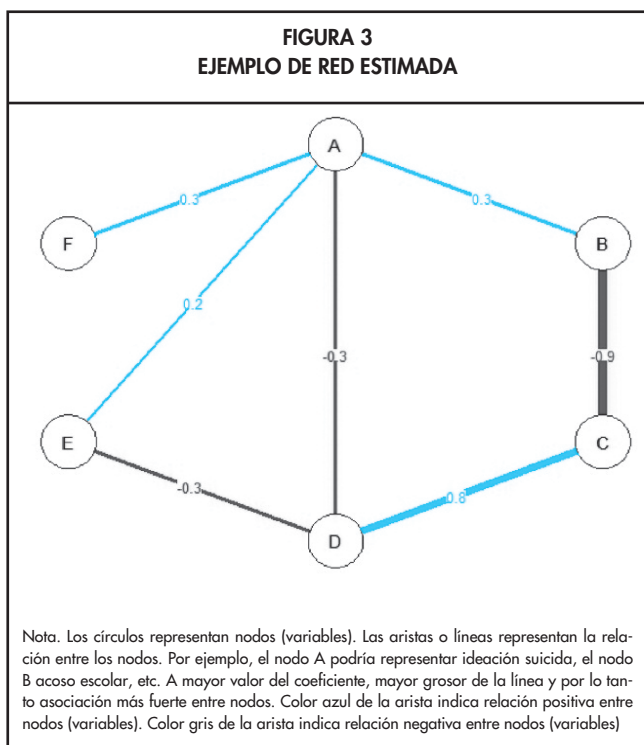 FIGURA 3
EJEMPLO DE RED ESTIMADA
A
0.3
0.3
F
B
0.2
-0.3
-0.9
E
C
-0.3
0.8
D
Nota. Los círculos representan nodos (variables). Las aristas o líneas representan la rela-
ción entre los nodos. Por ejemplo, el nodo A podría representar ideación suicida, el nodo
B acoso escolar, etc. A mayor valor del coeficiente, mayor grosor de la línea y por lo tan-
to asociación más fuerte entre nodos. Color azul de la arista indica relación positiva entre
nodos (variables). Color gris de la arista indica relación negativa entre nodos (variables)